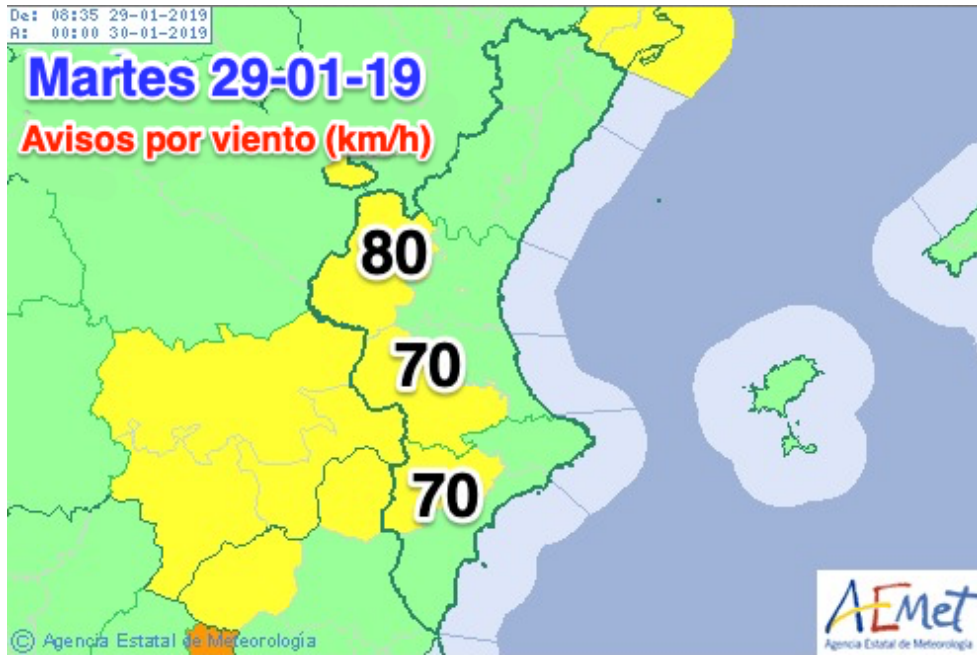 De: 08:35 29-01-2019
A: 00:00 30-01-2019
Martes 29-01-19
Avisos por viento (km/h)
80
70
70
© Agencia Estatal de Meteorología
AEMet
Agencia Estatal de Meteorología